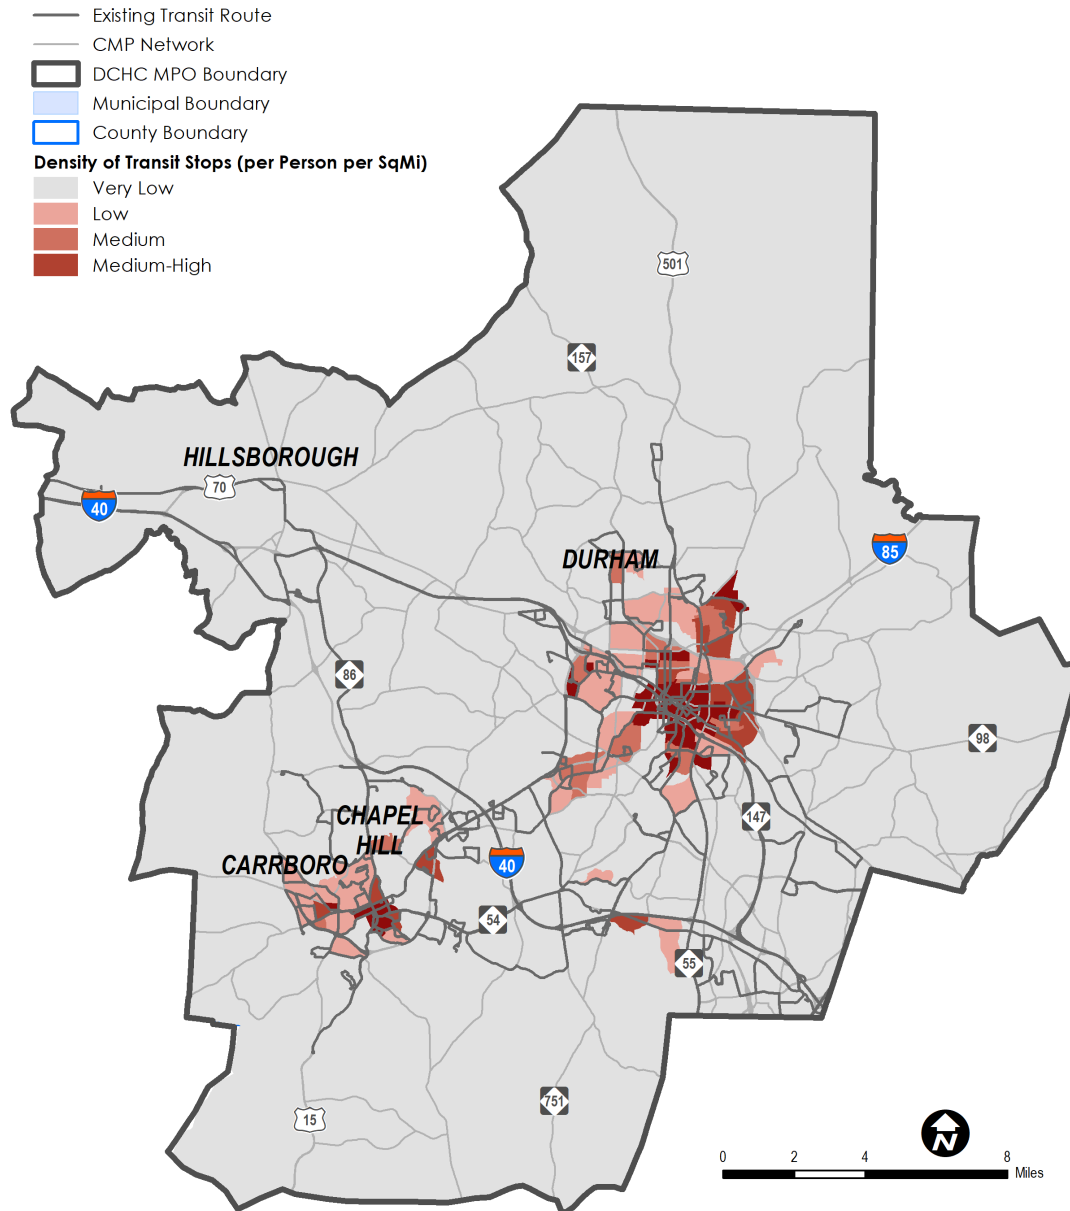 Existing Transit Route
CMP Network
DCHC MPO Boundary
Municipal Boundary
County Boundary
Density of Transit Stops (per Person per SqMi)
Very Low
Low
Medium
Medium-High
501
157
HILLSBOROUGH
70
40
85
DURHAM
86
98
CHAPEL
HILL
147
CARRBORO
40
54
55
751
15
N
0 2 4 8
Miles